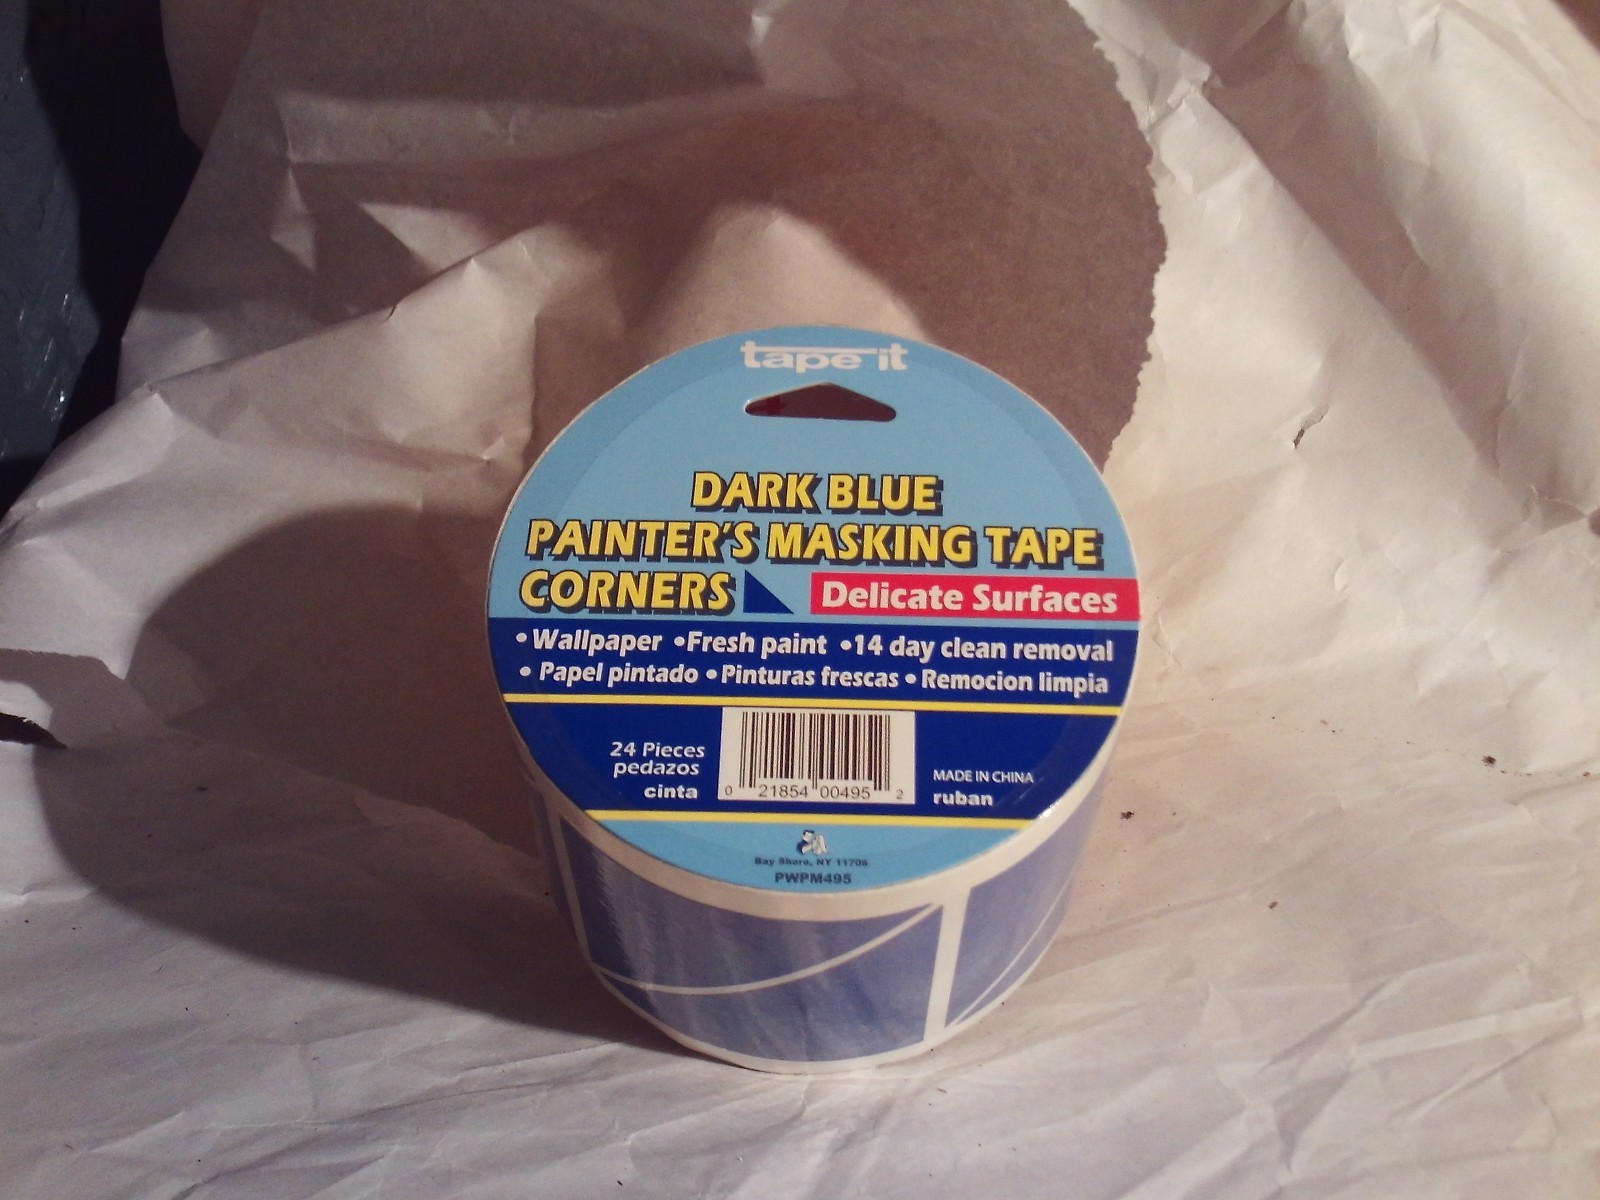 tape it
DARK BLUE
PAINTER'S MASKING TAPE
CORNERS Delicate Surfaces
• Wallpaper • Fresh paint • 14 day clean removal
• Papel pintado • Pinturas frescas • Remocion limpia
24 Pieces
pedazos
cinta
0 21854 00495 2
MADE IN CHINA
ruban
Bay Shore, NY 11706
PWPM495